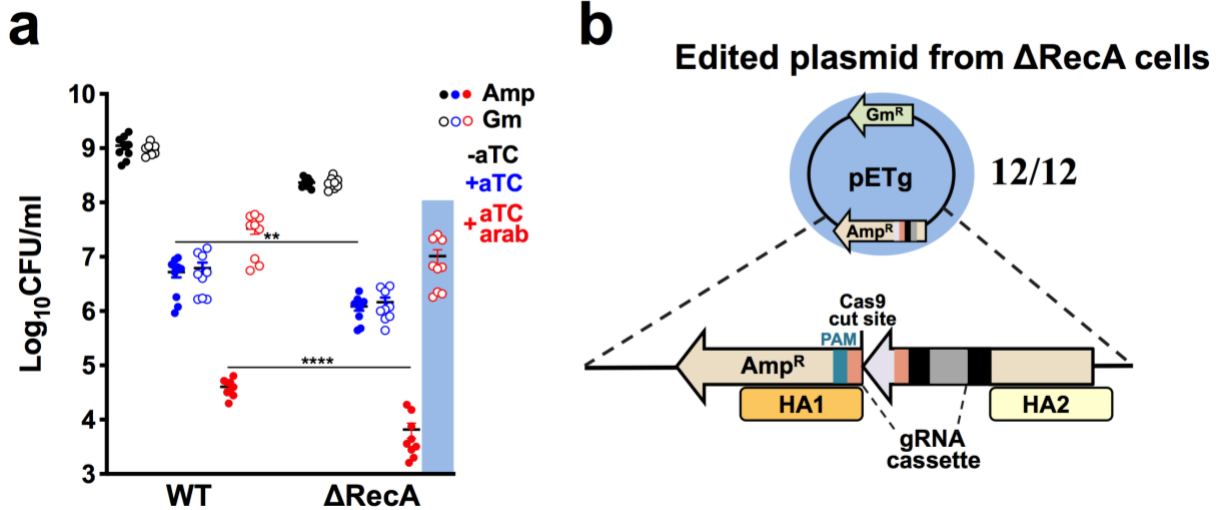 a
Log10CFU/ml
10
9
8
7
6
5
4
3
WT
ΔRecA
Amp
Gm
-aTC
+aTC
+ aTC
arab
**
****
b
Edited plasmid from ΔRecA cells
GmR
pETg
12/12
AmpR
Cas9
cut site
PAM
AmpR
HA1
HA2
gRNA
cassette